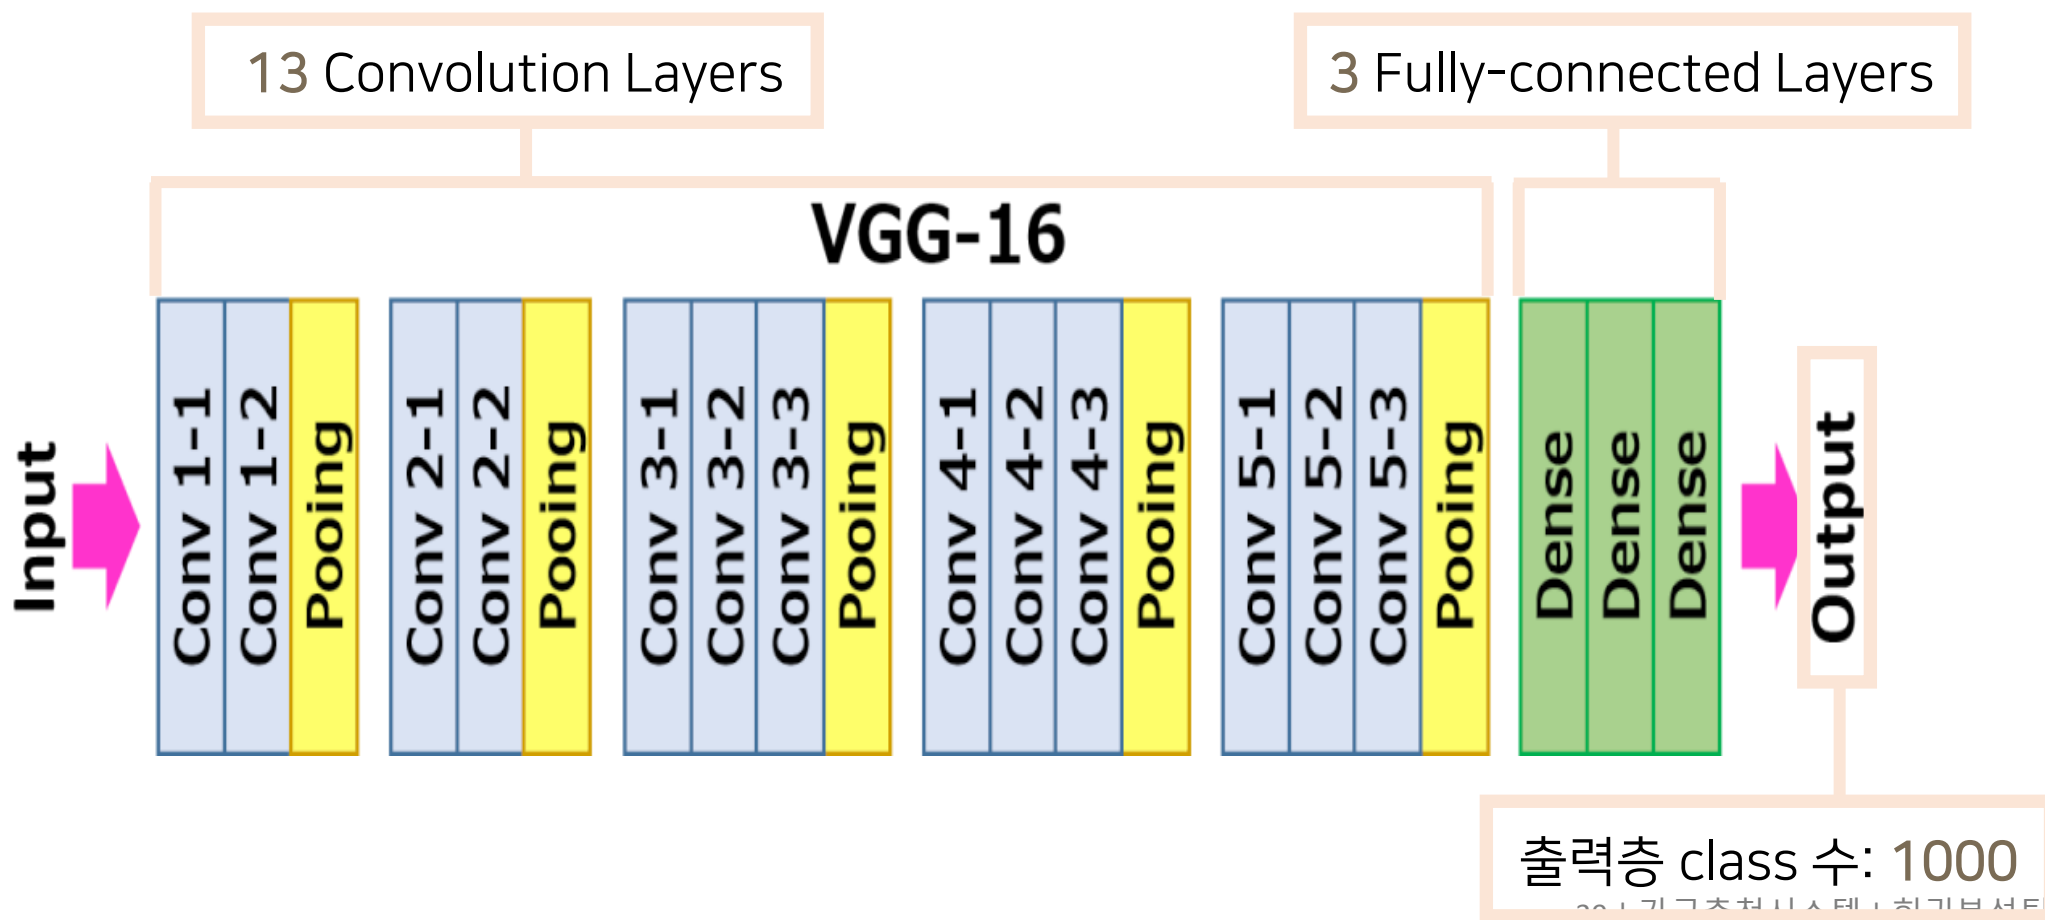 13 Convolution Layers
3 Fully-connected Layers
VGG-16
Input
Conv 1-1
Conv 1-2
Pooing
Conv 2-1
Conv 2-2
Pooing
Conv 3-1
Conv 3-2
Conv 3-3
Pooing
Conv 4-1
Conv 4-2
Conv 4-3
Pooing
Conv 5-1
Conv 5-2
Conv 5-3
Pooing
Dense
Dense
Dense
Output
출력층 class 수: 1000